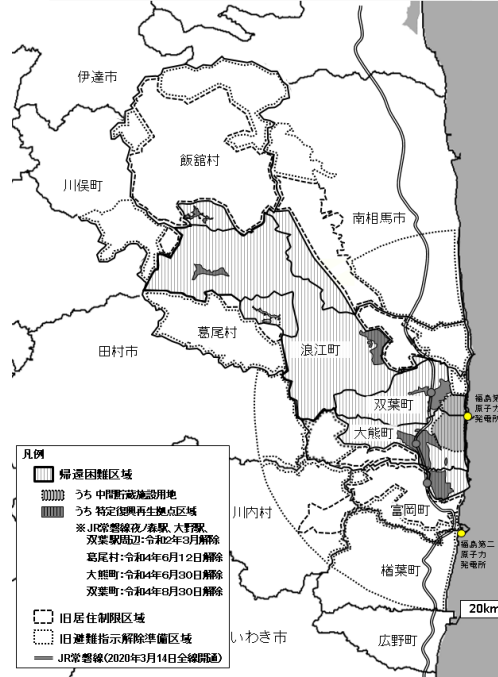 伊達市
飯舘村
川俣町
南相馬市
葛尾村
田村市
浪江町
双葉町
大熊町
福島第一
原子力
発電所
川内村
富岡町
福島第二
原子力
発電所
楢葉町
いわき市
広野町
20km
凡例
帰還困難区域
うち 中間貯蔵施設用地
うち 特定復興再生拠点区域
※ JR常磐線夜ノ森駅、大野駅、
双葉駅周辺:令和2年3月解除
葛尾村:令和4年6月12日解除
大熊町:令和4年6月30日解除
双葉町:令和4年8月30日解除
旧居住制限区域
旧避難指示解除準備区域
JR常磐線(2020年3月14日全線開通)